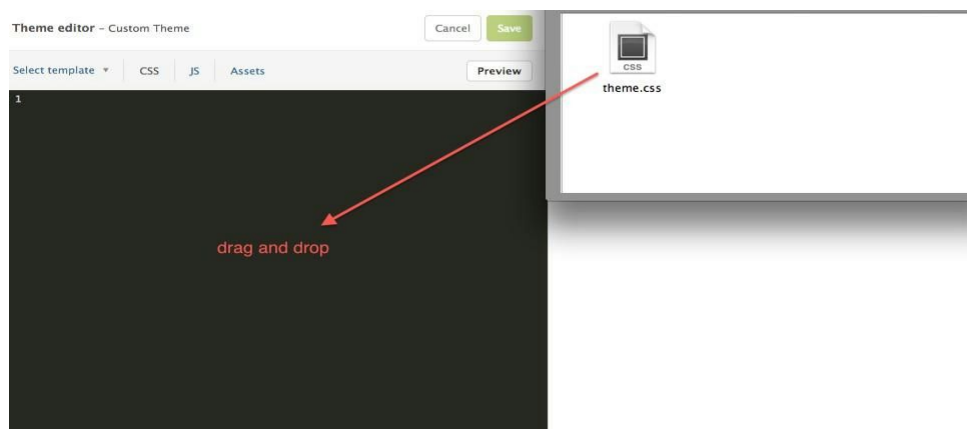 Theme editor – Custom Theme
Cancel
Save
Select template
CSS
JS
Assets
Preview
1
drag and drop
CSS
theme.css